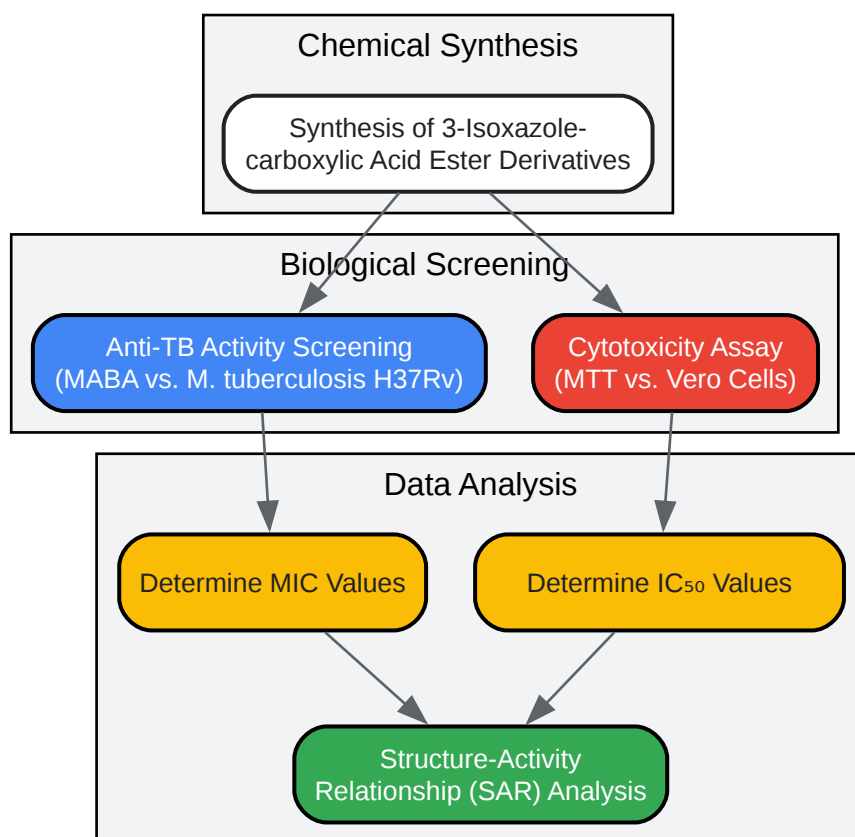 Chemical Synthesis
Synthesis of 3-Isoxazole-
carboxylic Acid Ester Derivatives
Biological Screening
Anti-TB Activity Screening
(MABA vs. M. tuberculosis H37Rv)
Cytotoxicity Assay
(MTT vs. Vero Cells)
Data Analysis
Determine MIC Values
Determine IC₅₀ Values
Structure-Activity
Relationship (SAR) Analysis